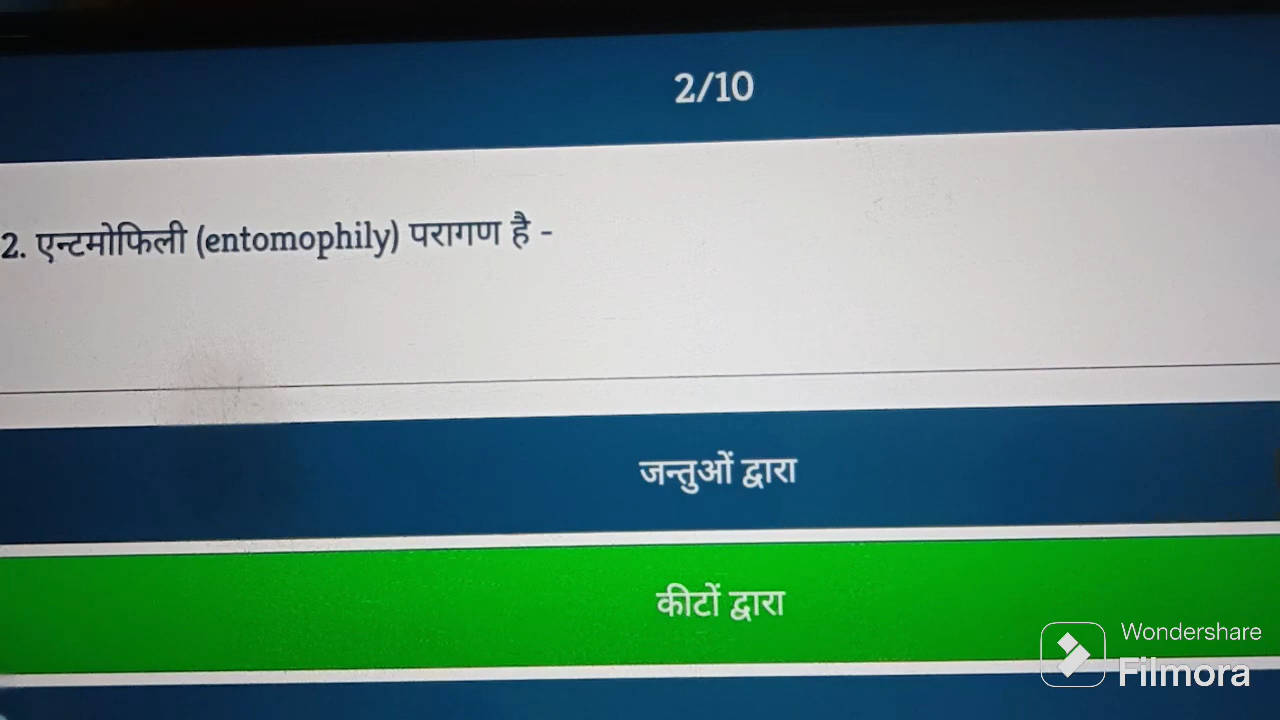 2/10
2. एन्टमोफिली (entomophily) परागण है -
जन्तुओं द्वारा
कीटों द्वारा
Wondershare
Filmora